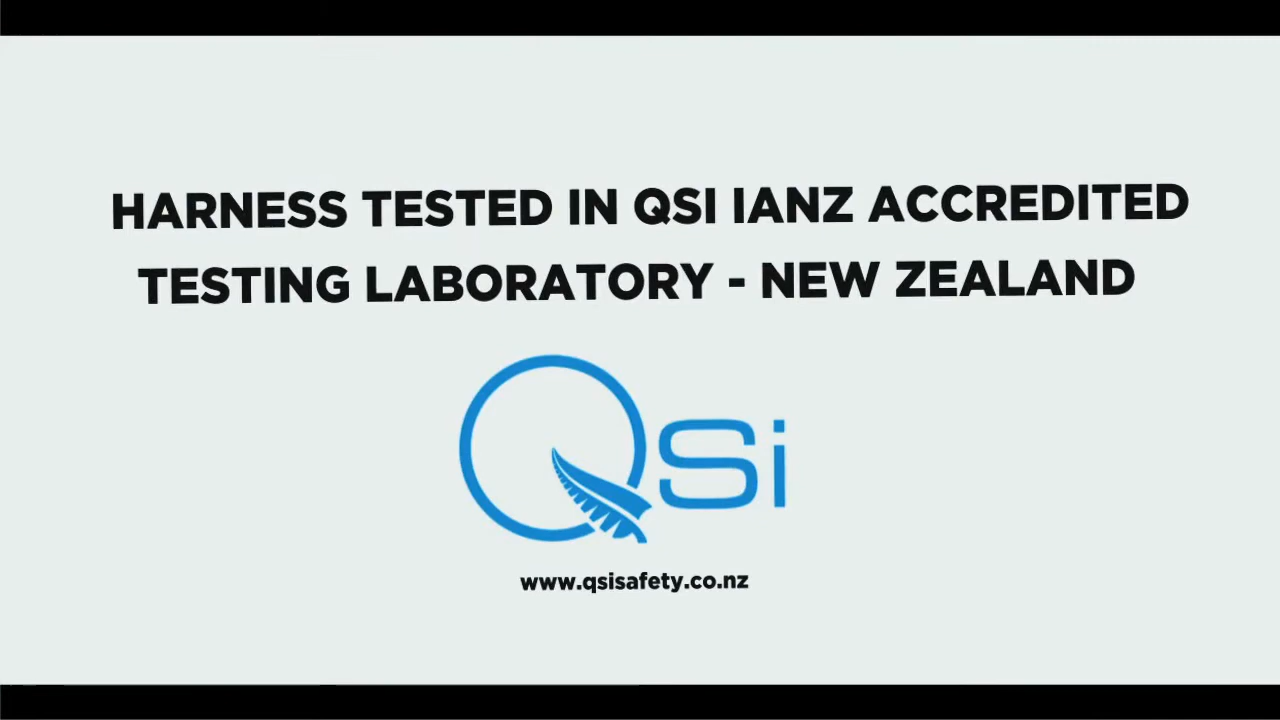 HARNESS TESTED IN QSI IANZ ACCREDITED
TESTING LABORATORY - NEW ZEALAND
QSi
www.qsisafety.co.nz